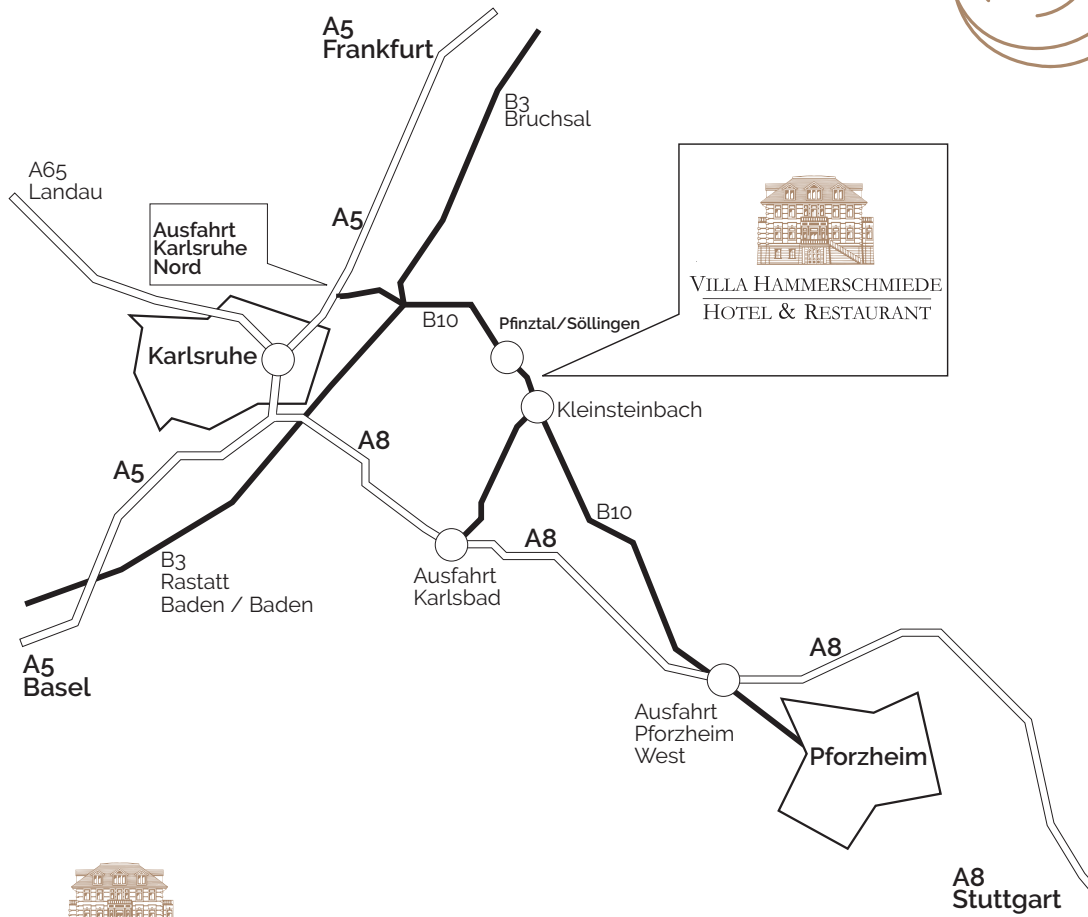 A5
Frankfurt
B3
Bruchsal
A65
Landau
Ausfahrt
Karlsruhe
Nord
A5
VILLA HAMMERSCHMIEDE
HOTEL & RESTAURANT
B10
Pfinztal/Söllingen
Karlsruhe
Kleinsteinbach
A8
A5
B10
A8
B3
Rastatt
Baden / Baden
Ausfahrt
Karlsbad
A5
Basel
A8
Ausfahrt
Pforzheim
West
Pforzheim
A8
Stuttgart